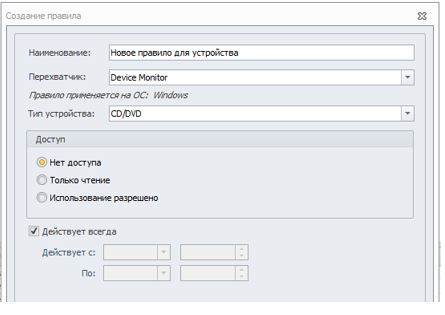 Создание правила
Наименование: Новое правило для устройства
Перехватчик: Device Monitor
Правило применяется на ОС: Windows
Тип устройства: CD/DVD
Доступ
Нет доступа
Только чтение
Использование разрешено
Действует всегда
Действует с:
По: